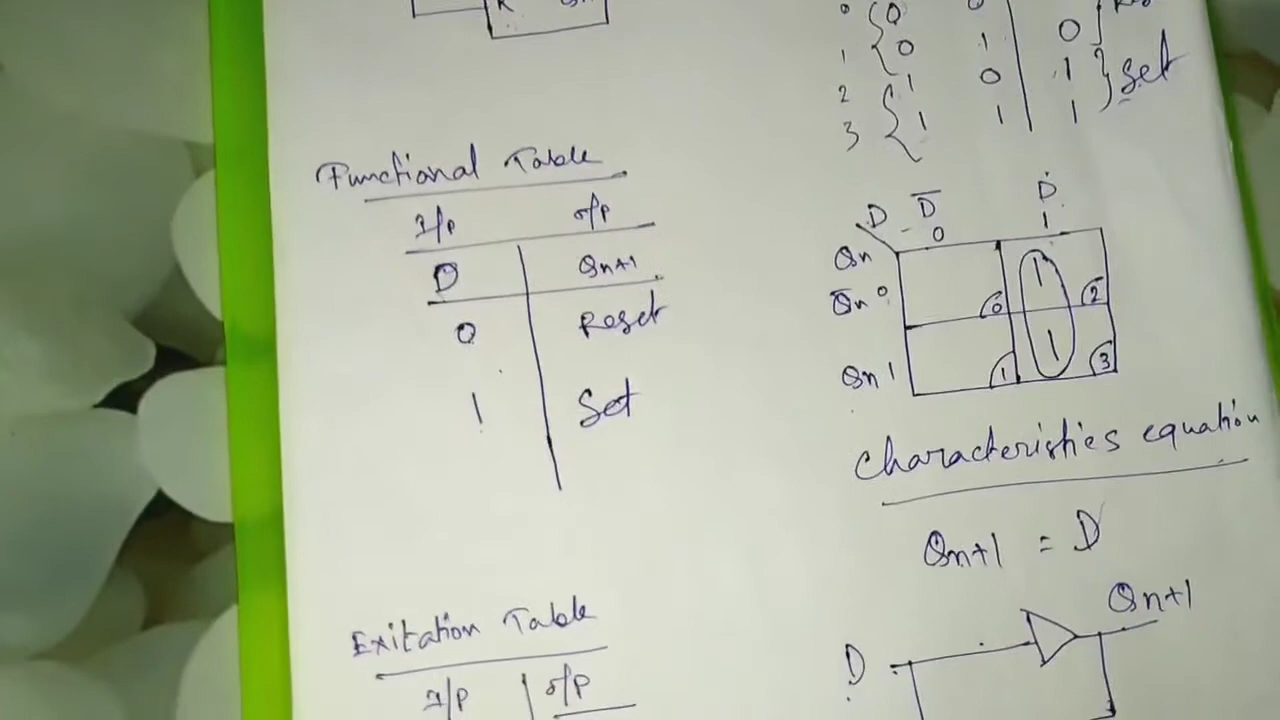 K
Functional Table
I/P O/P
D Qn+1
0 Reset
1 Set
Exitation Table
I/P O/P
0 0
1 0 1 0
2 1 0 1 Set
3 1 1 1
D D̅ D
0 1
Qn
Q̅n 0 1 0 2
Qn 1 1 1 3
Characteristics equation
Qn+1 = D
Qn+1
D